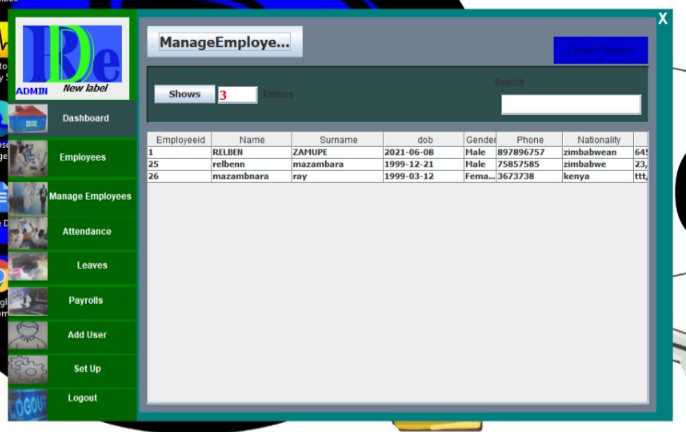 X
RDe
ADMIN New label
ManageEmploye...
Create Report
Search
Shows 3 Entries
Dashboard
Employees
Manage Employees
Attendance
Leaves
Payrolls
Add User
Set Up
Logout
Employeeid Name Surname dob Gender Phone Nationality
1 RELBEN ZAMUPE 2021-06-08 Male 897896757 zimbabwean 645
25 relbenn mazambara 1999-12-21 Male 75857585 zimbabwe 23,
26 mazambnara ray 1999-03-12 Fema... 3673738 kenya ttt,